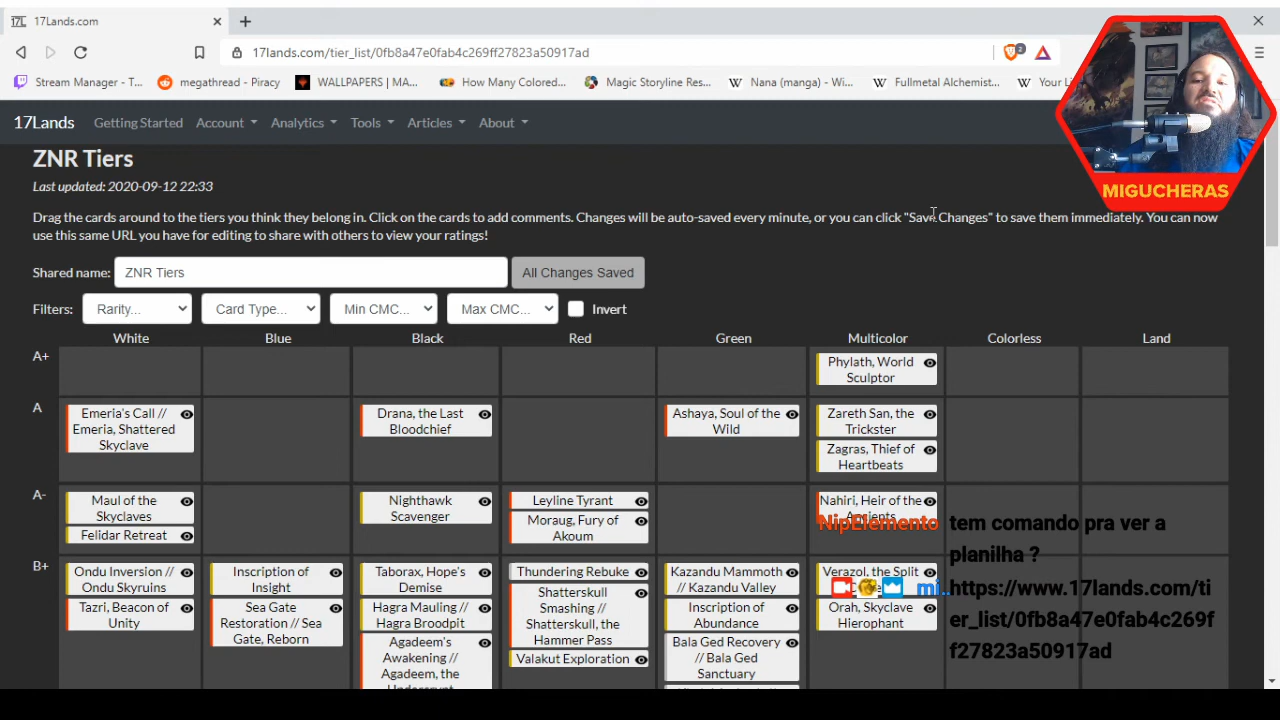 17Lands.com
17lands.com/tier_list/0fb8a47e0fab4c269ff27823a50917ad
2
Stream Manager - T...
megathread - Piracy
WALLPAPERS | MA...
How Many Colored...
Magic Storyline Res...
Nana (manga) - Wi...
Fullmetal Alchemist...
Your Li
17Lands
Getting Started
Account
Analytics
Tools
Articles
About
MIGUCHERAS
ZNR Tiers
Last updated: 2020-09-12 22:33
Drag the cards around to the tiers you think they belong in. Click on the cards to add comments. Changes will be auto-saved every minute, or you can click "Save Changes" to save them immediately. You can now
use this same URL you have for editing to share with others to view your ratings!
Shared name:
ZNR Tiers
All Changes Saved
Filters:
Rarity...
Card Type...
Min CMC...
Max CMC...
Invert
White
Blue
Black
Red
Green
Multicolor
Colorless
Land
A+
Phylath, World
Sculptor
A
Emeria's Call //
Emeria, Shattered
Skyclave
Drana, the Last
Bloodchief
Ashaya, Soul of the
Wild
Zareth San, the
Trickster
Zagras, Thief of
Heartbeats
A-
Maul of the
Skyclaves
Felidar Retreat
Nighthawk
Scavenger
Leyline Tyrant
Moraug, Fury of
Akoum
Nahiri, Heir of the
Ancients
B+
Ondu Inversion //
Ondu Skyruins
Tazri, Beacon of
Unity
Inscription of
Insight
Sea Gate
Restoration // Sea
Gate, Reborn
Taborax, Hope's
Demise
Hagra Mauling //
Hagra Broodpit
Agadeem's
Awakening //
Agadeem, the
Undercrypt
Thundering Rebuke
Shatterskull
Smashing //
Shatterskull, the
Hammer Pass
Valakut Exploration
Kazandu Mammoth
// Kazandu Valley
Inscription of
Abundance
Bala Ged Recovery
// Bala Ged
Sanctuary
Verazol, the Split
Orah, Skyclave
Hierophant
NipElemento tem comando pra ver a
planilha ?
mi.. https://www.17lands.com/ti
er_list/0fb8a47e0fab4c269f
f27823a50917ad